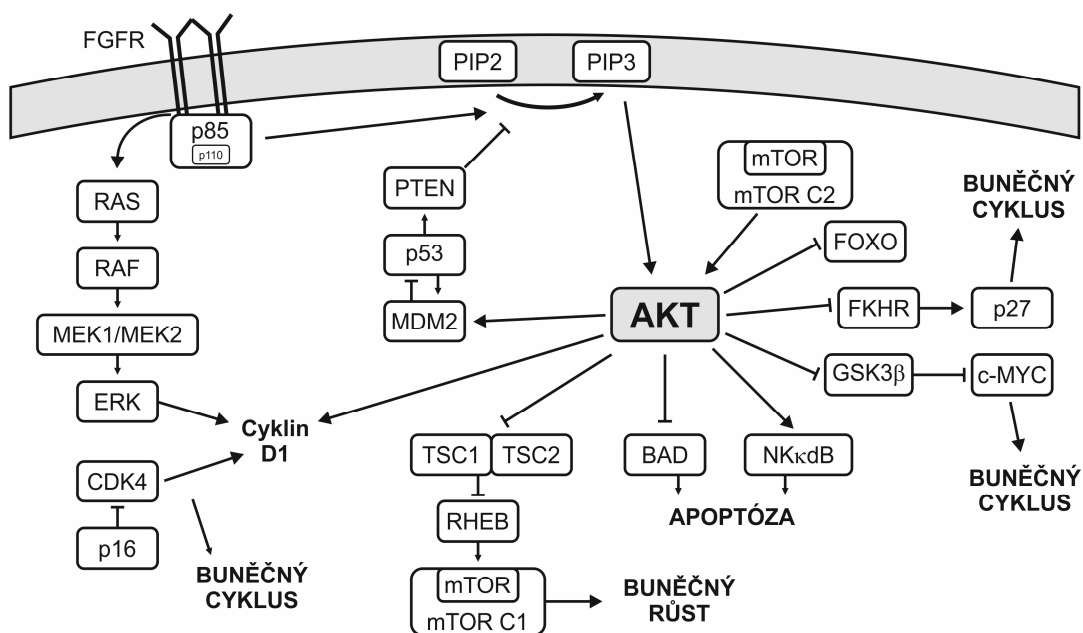 FGFR
PIP2
PIP3
p85
p110
mTOR
mTOR C2
PTEN
RAS
BUNĚČNÝ
CYKLUS
p53
FOXO
RAF
AKT
MDM2
FKHR
p27
MEK1/MEK2
GSK3β
c-MYC
ERK
Cyklin
D1
TSC1
TSC2
BAD
NKκdB
CDK4
BUNĚČNÝ
CYKLUS
RHEB
APOPTÓZA
p16
BUNĚČNÝ
CYKLUS
mTOR
mTOR C1
BUNĚČNÝ
RŮST